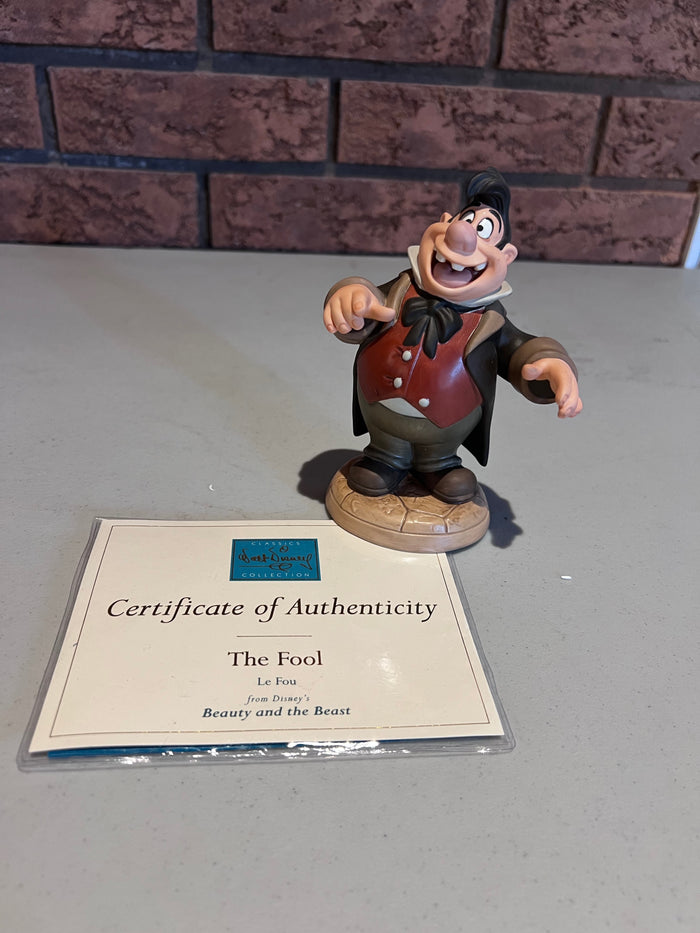 CLASSICS
Walt Disney
COLLECTION
Certificate of Authenticity
The Fool
Le Fou
from Disney's
Beauty and the Beast